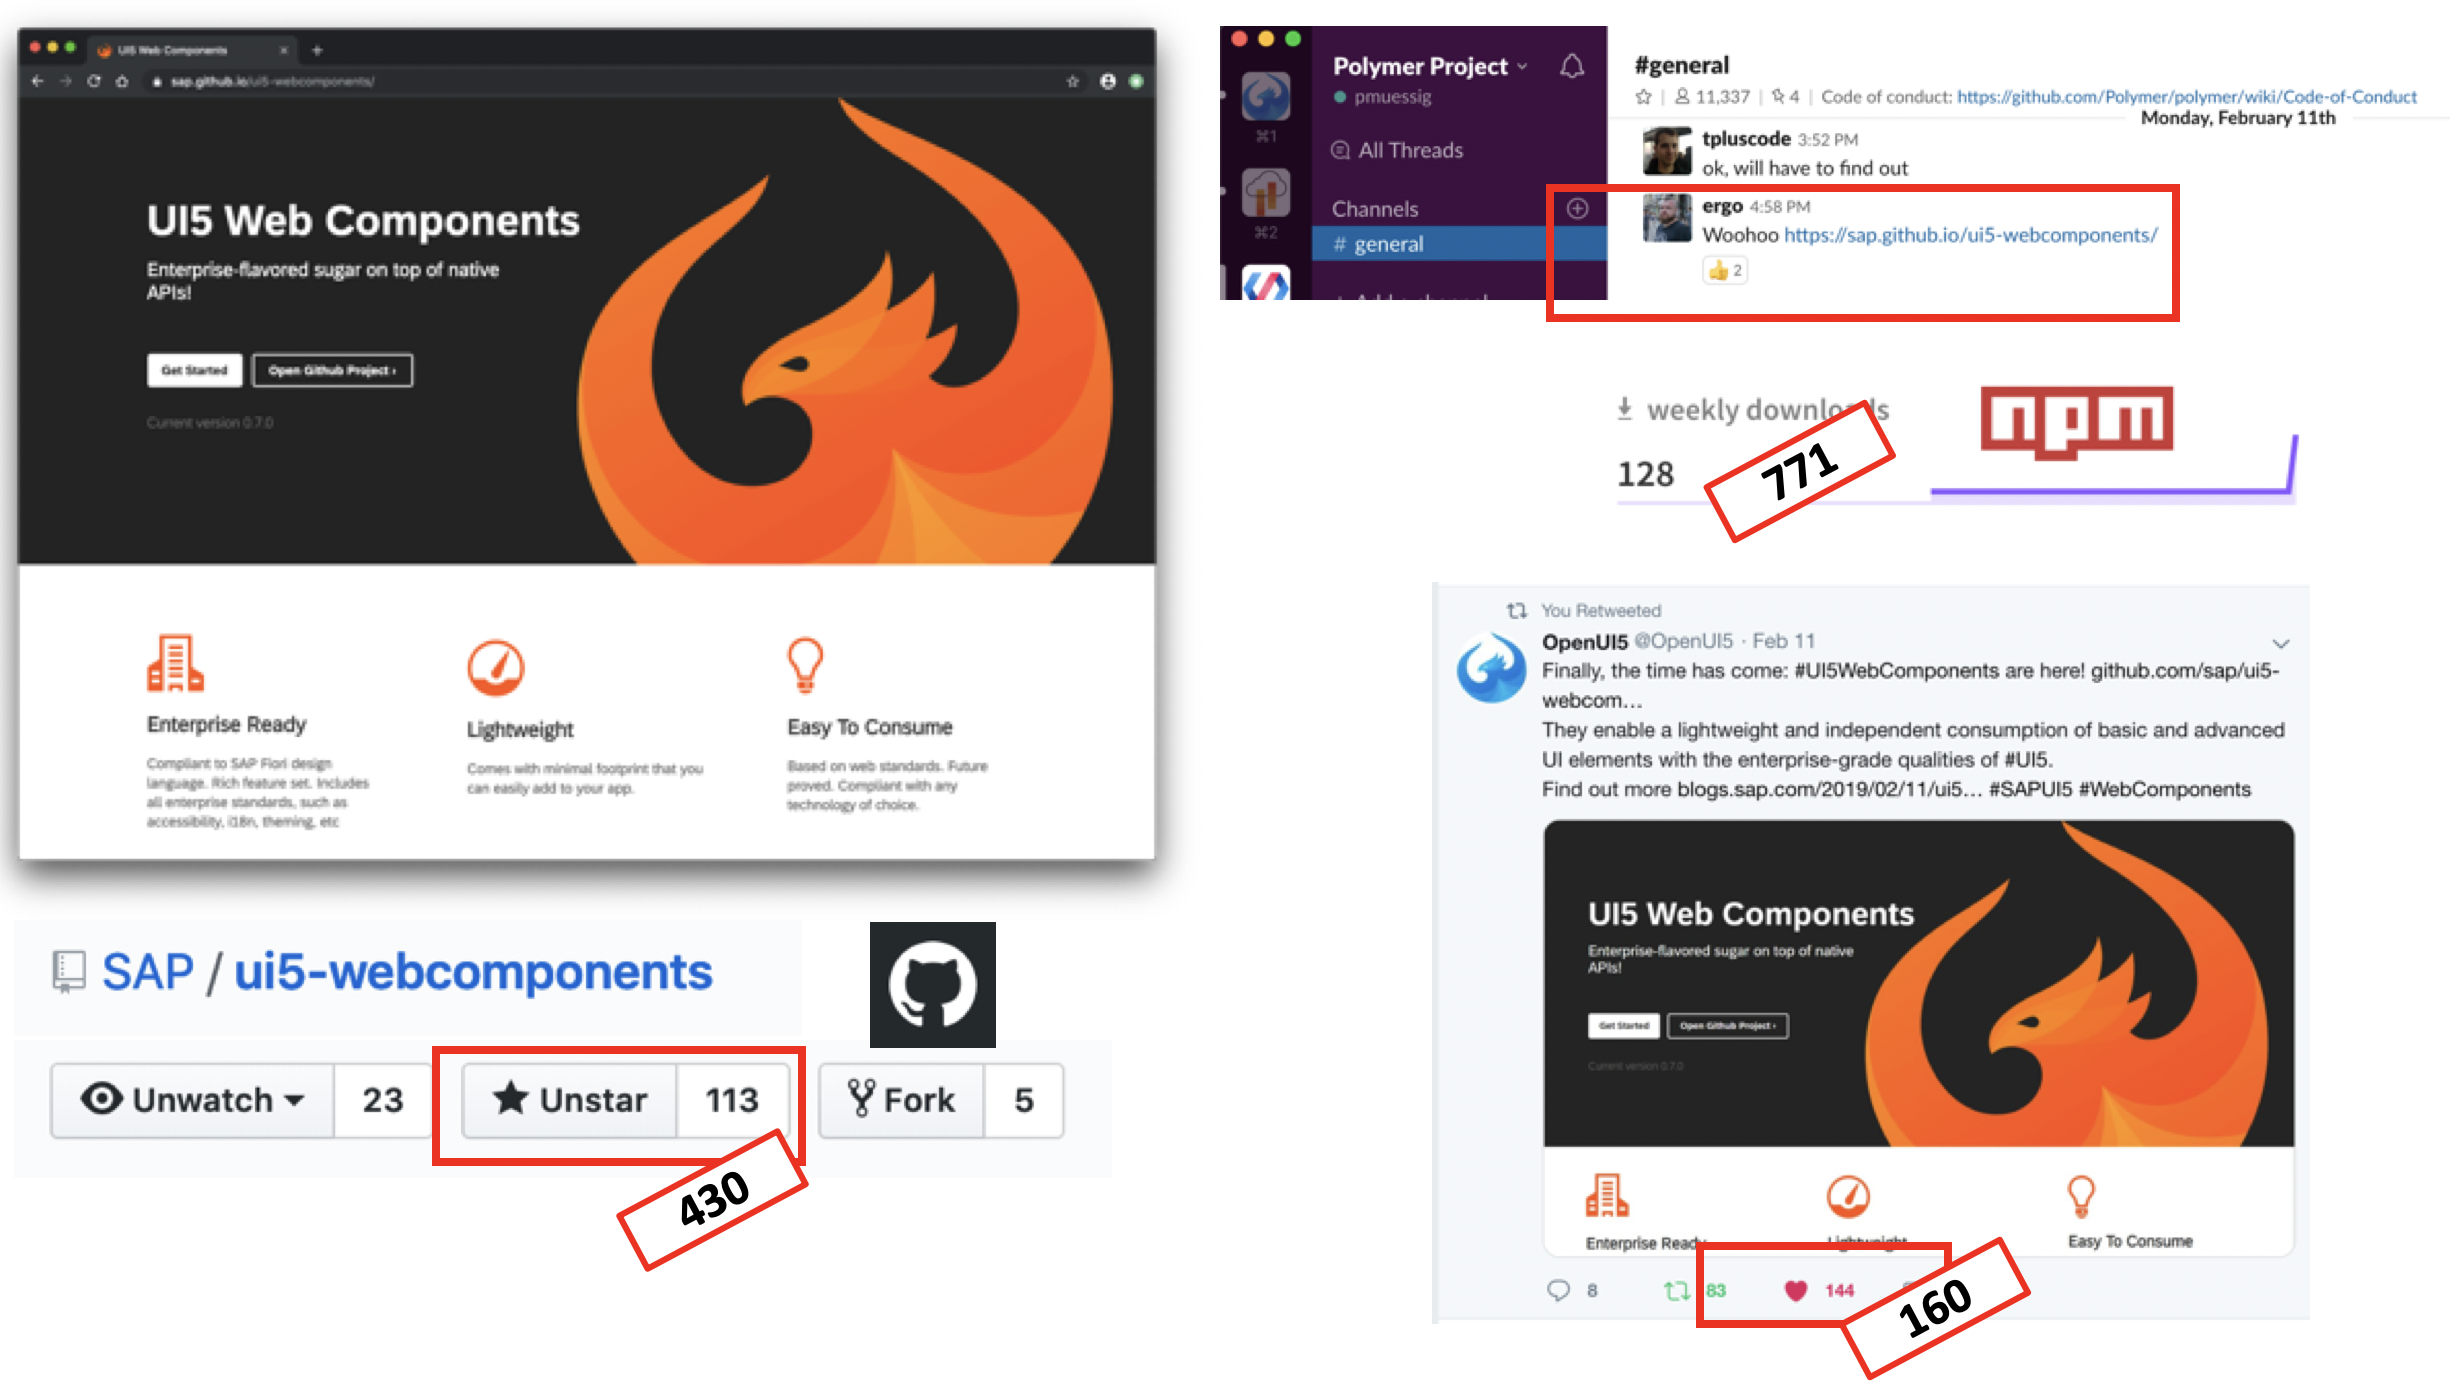 UI5 Web Components
sap.github.io/ui5-webcomponents/
UI5 Web Components
Enterprise-flavored sugar on top of native
APIs!
Get Started
Open Github Project ›
Current version 0.7.0
Enterprise Ready
Compliant to SAP Fiori design
language. Rich feature set. Includes
all enterprise standards, such as
accessibility, i18n, theming, etc
Lightweight
Comes with minimal footprint that you
can easily add to your app.
Easy To Consume
Based on web standards. Future
proved. Compliant with any
technology of choice.
SAP / ui5-webcomponents
Unwatch 23
Unstar 113
Fork 5
430
⌘1
⌘2
Polymer Project
pmuessig
All Threads
Channels
# general
#general
11,337 | 4 | Code of conduct: https://github.com/Polymer/polymer/wiki/Code-of-Conduct
Monday, February 11th
tpluscode 3:52 PM
ok, will have to find out
ergo 4:58 PM
Woohoo https://sap.github.io/ui5-webcomponents/
2
weekly downloads
128
771
npm
You Retweeted
OpenUI5 @OpenUI5 · Feb 11
Finally, the time has come: #UI5WebComponents are here! github.com/sap/ui5-
webcom…
They enable a lightweight and independent consumption of basic and advanced
UI elements with the enterprise-grade qualities of #UI5.
Find out more blogs.sap.com/2019/02/11/ui5… #SAPUI5 #WebComponents
UI5 Web Components
Enterprise-flavored sugar on top of native
APIs!
Get Started
Open Github Project ›
Current version 0.7.0
Enterprise Ready
Lightweight
Easy To Consume
8
83
144
160